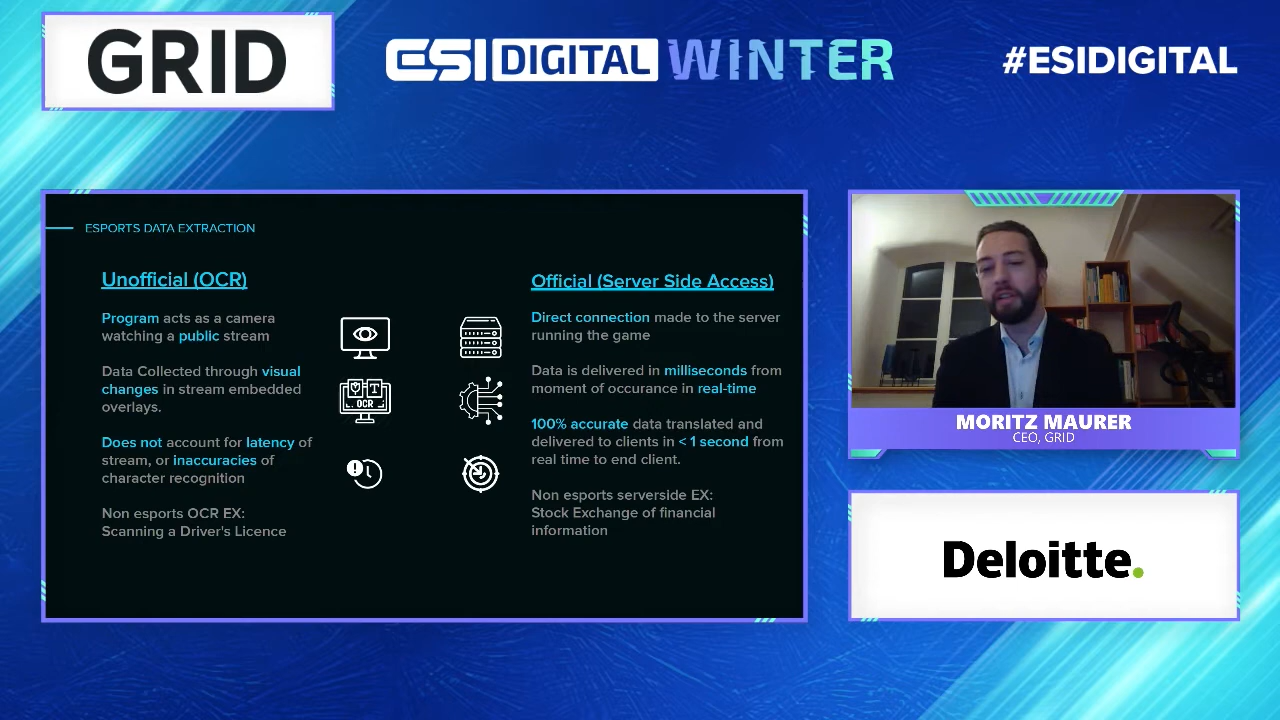 GRID
ESI DIGITAL WINTER
#ESIDIGITAL
ESPORTS DATA EXTRACTION
Unofficial (OCR)
Program acts as a camera
watching a public stream
Data Collected through visual
changes in stream embedded
overlays.
Does not account for latency of
stream, or inaccuracies of
character recognition
Non esports OCR EX:
Scanning a Driver's Licence
OCR
Official (Server Side Access)
Direct connection made to the server
running the game
Data is delivered in milliseconds from
moment of occurance in real-time
100% accurate data translated and
delivered to clients in < 1 second from
real time to end client.
Non esports serverside EX:
Stock Exchange of financial
information
MORITZ MAURER
CEO, GRID
Deloitte.